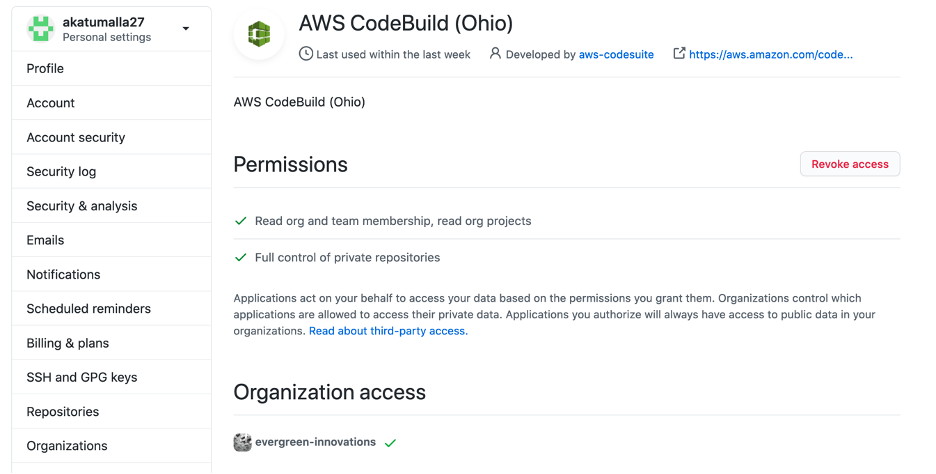 akatumalla27
Personal settings
Profile
Account
Account security
Security log
Security & analysis
Emails
Notifications
Scheduled reminders
Billing & plans
SSH and GPG keys
Repositories
Organizations
AWS CodeBuild (Ohio)
Last used within the last week Developed by aws-codesuite https://aws.amazon.com/code...
AWS CodeBuild (Ohio)
Permissions
Revoke access
Read org and team membership, read org projects
Full control of private repositories
Applications act on your behalf to access your data based on the permissions you grant them. Organizations control which
applications are allowed to access their private data. Applications you authorize will always have access to public data in your
organizations. Read about third-party access.
Organization access
evergreen-innovations